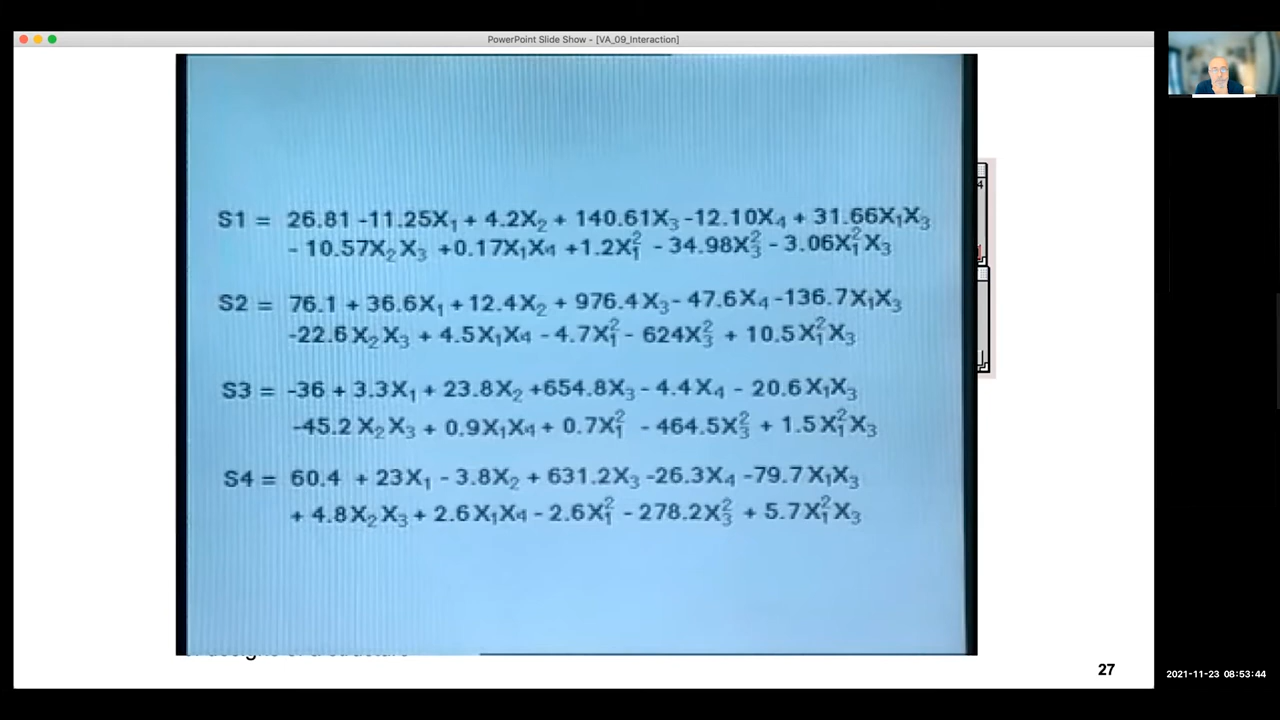 PowerPoint Slide Show - [VA_09_Interaction]
S1 = 26.81 -11.25X₁ + 4.2X₂ + 140.61X₃ -12.10X₄ + 31.66X₁X₃
- 10.57X₂X₃ +0.17X₁X₄ +1.2X₁² - 34.98X₃² - 3.06X₁²X₃
S2 = 76.1 + 36.6X₁ + 12.4X₂ + 976.4X₃ - 47.6X₄ -136.7X₁X₃
-22.6X₂X₃ + 4.5X₁X₄ - 4.7X₁² - 624X₃² + 10.5X₁²X₃
S3 = -36 + 3.3X₁ + 23.8X₂ +654.8X₃ - 4.4X₄ - 20.6X₁X₃
-45.2X₂X₃ + 0.9X₁X₄ + 0.7X₁² - 464.5X₃² + 1.5X₁²X₃
S4 = 60.4 + 23X₁ - 3.8X₂ + 631.2X₃ -26.3X₄ -79.7X₁X₃
+ 4.8X₂X₃ + 2.6X₁X₄ - 2.6X₁² - 278.2X₃² + 5.7X₁²X₃
27
2021-11-23 08:53:44